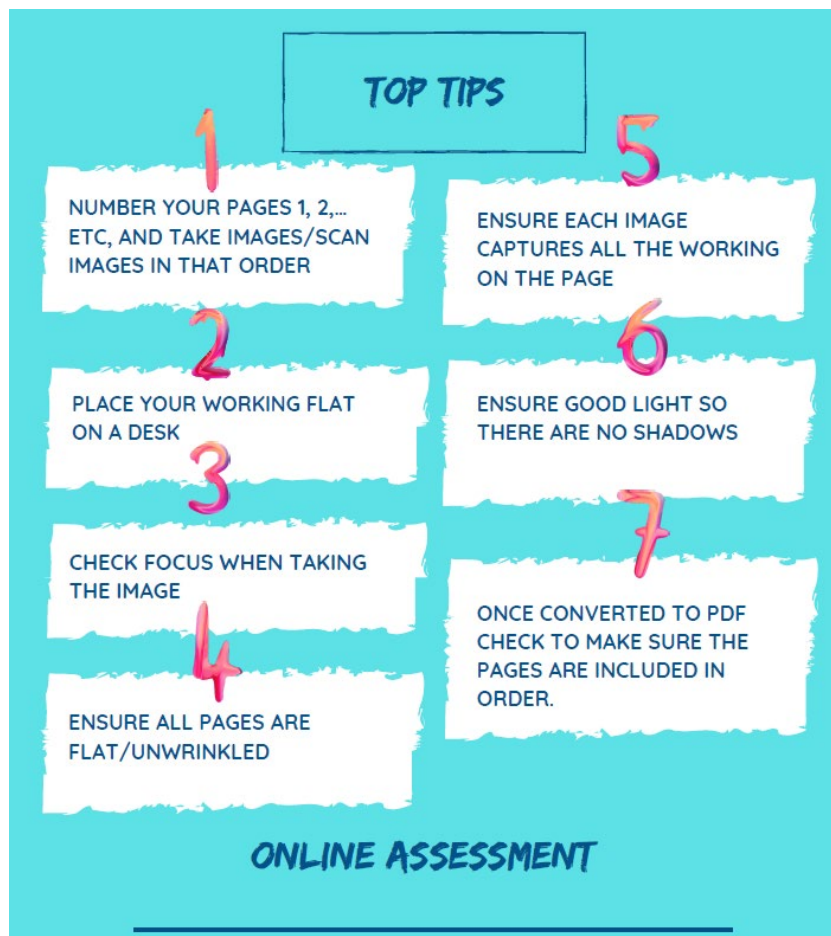 TOP TIPS
1
NUMBER YOUR PAGES 1, 2,...
ETC, AND TAKE IMAGES/SCAN
IMAGES IN THAT ORDER
2
PLACE YOUR WORKING FLAT
ON A DESK
3
CHECK FOCUS WHEN TAKING
THE IMAGE
4
ENSURE ALL PAGES ARE
FLAT/UNWRINKLED
5
ENSURE EACH IMAGE
CAPTURES ALL THE WORKING
ON THE PAGE
6
ENSURE GOOD LIGHT SO
THERE ARE NO SHADOWS
7
ONCE CONVERTED TO PDF
CHECK TO MAKE SURE THE
PAGES ARE INCLUDED IN
ORDER.
ONLINE ASSESSMENT